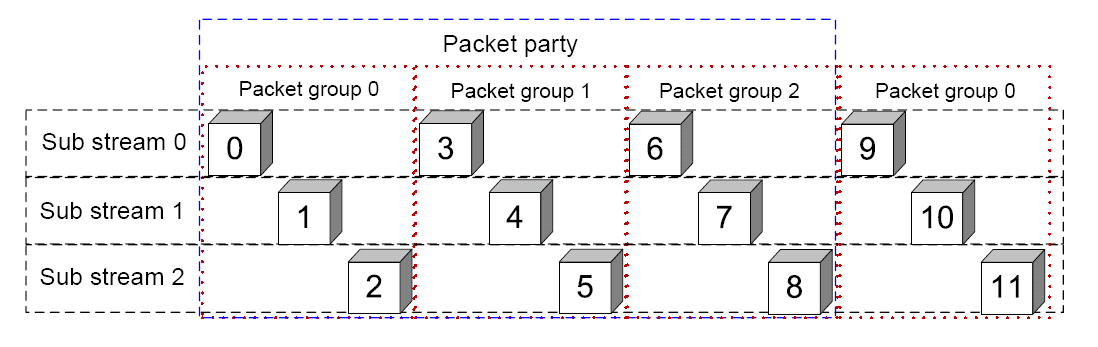 Packet party
Packet group 0 Packet group 1 Packet group 2 Packet group 0
Sub stream 0 0 3 6 9
Sub stream 1 1 4 7 10
Sub stream 2 2 5 8 11